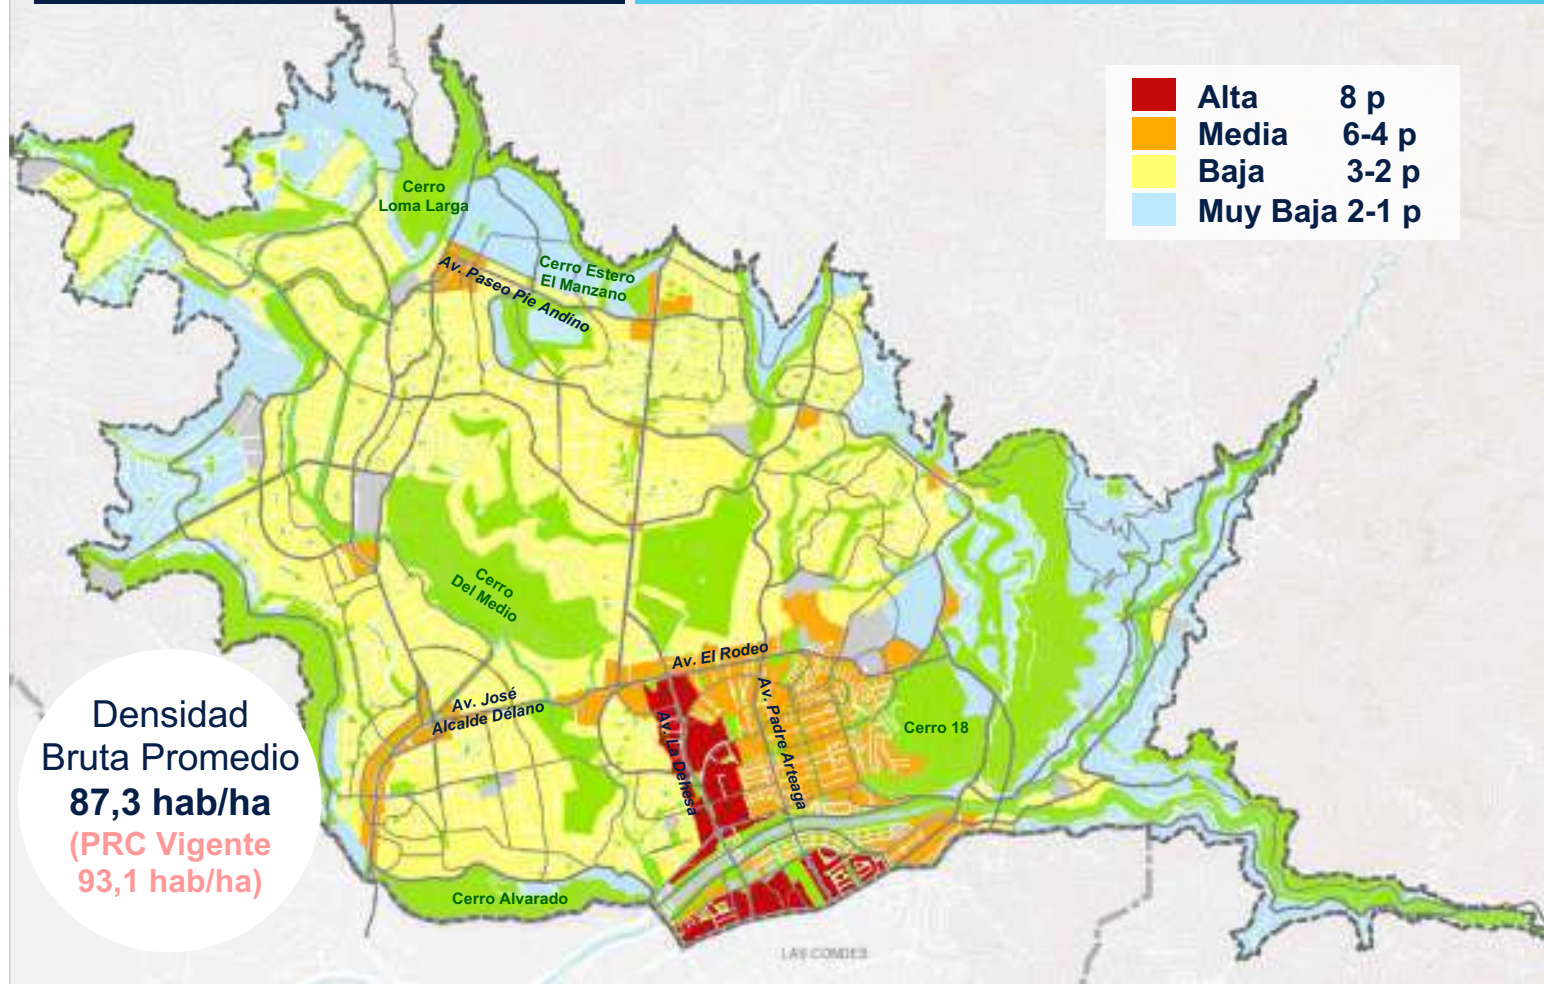 Alta 8 p
Media 6-4 p
Baja 3-2 p
Muy Baja 2-1 p
Cerro
Loma Larga
Cerro Estero
El Manzano
Av. Paseo Pie Andino
Cerro
Del Medio
Av. El Rodeo
Av. José
Alcalde Délano
Av. La Dehesa
Av. Padre Arteaga
Cerro 18
Cerro Alvarado
LAS CONDES
Densidad
Bruta Promedio
87,3 hab/ha
(PRC Vigente
93,1 hab/ha)